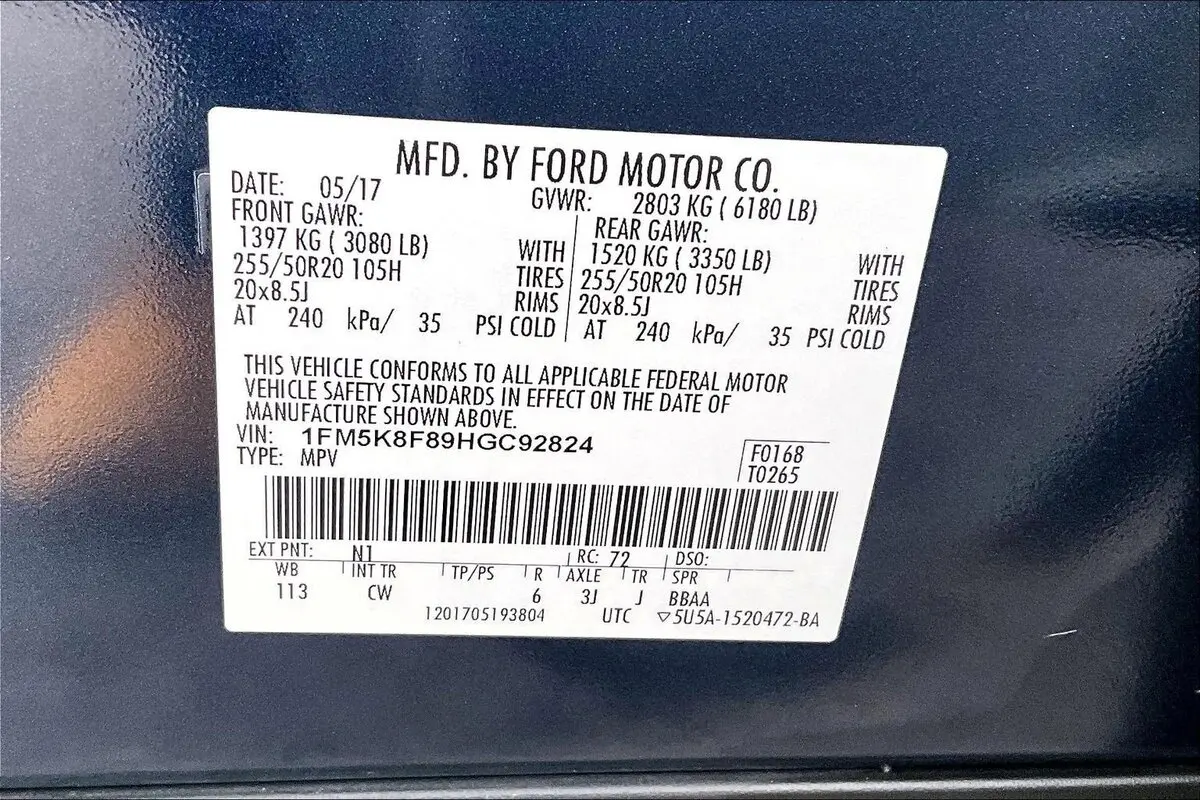 MFD. BY FORD MOTOR CO.
DATE: 05/17 GVWR: 2803 KG ( 6180 LB)
FRONT GAWR: REAR GAWR:
1397 KG ( 3080 LB) WITH 1520 KG ( 3350 LB) WITH
255/50R20 105H TIRES 255/50R20 105H TIRES
20x8.5J RIMS 20x8.5J RIMS
AT 240 kPa/ 35 PSI COLD AT 240 kPa/ 35 PSI COLD
THIS VEHICLE CONFORMS TO ALL APPLICABLE FEDERAL MOTOR
VEHICLE SAFETY STANDARDS IN EFFECT ON THE DATE OF
MANUFACTURE SHOWN ABOVE.
VIN: 1FM5K8F89HGC92824
TYPE: MPV
F0168
T0265
EXT PNT: N1 RC: 72 DSO:
WB INT TR TP/PS R AXLE TR SPR
113 CW 6 3J J BBAA
1201705193804 UTC ▽5U5A-1520472-BA